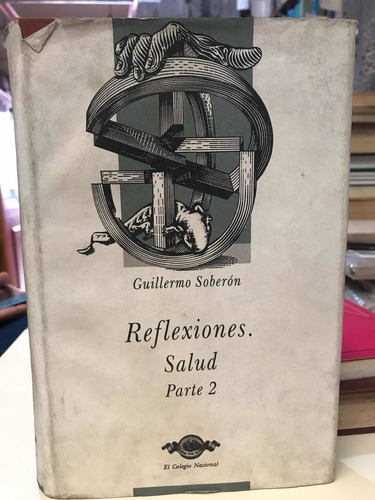 Guillermo Soberón
Reflexiones.
Salud
Parte 2
El Colegio Nacional